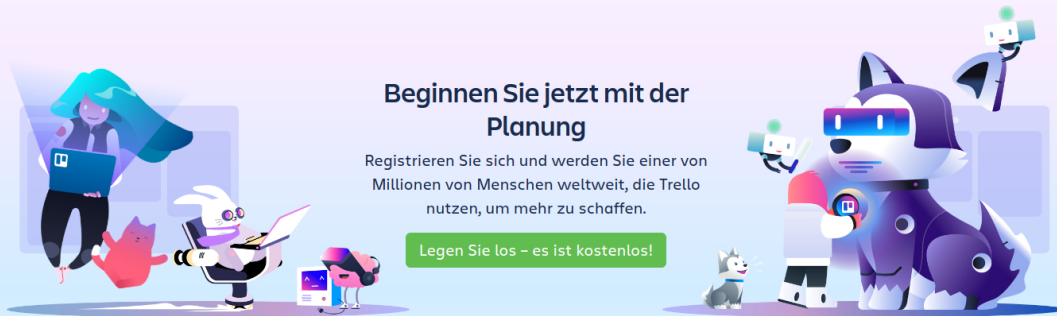 Beginnen Sie jetzt mit der
Planung
Registrieren Sie sich und werden Sie einer von
Millionen von Menschen weltweit, die Trello
nutzen, um mehr zu schaffen.
Legen Sie los – es ist kostenlos!